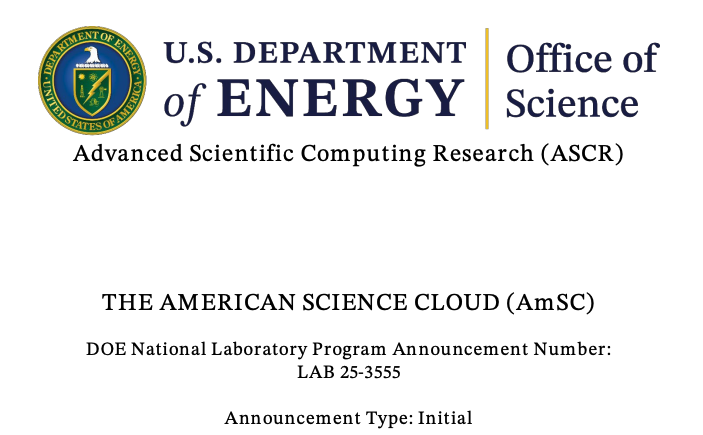 DEPARTMENT OF ENERGY
UNITED STATES OF AMERICA
U.S. DEPARTMENT
of ENERGY
Office of
Science
Advanced Scientific Computing Research (ASCR)
THE AMERICAN SCIENCE CLOUD (AmSC)
DOE National Laboratory Program Announcement Number:
LAB 25-3555
Announcement Type: Initial